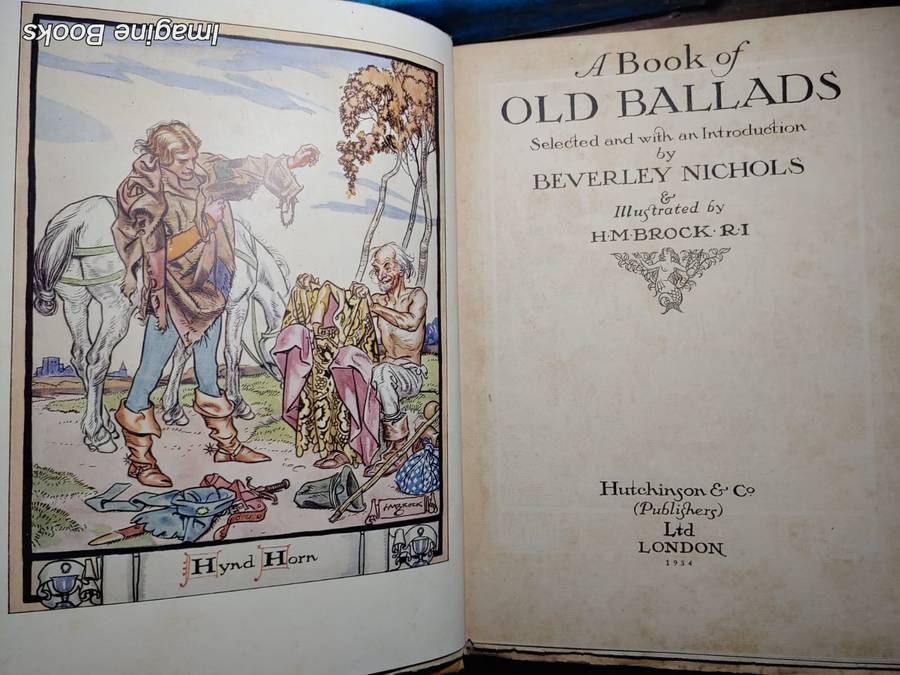 Imagine Books
HMBROCK
Hynd Horn
A Book of
OLD BALLADS
Selected and with an Introduction
by
BEVERLEY NICHOLS
&
Illustrated by
H·M·BROCK·R·I
Hutchinson & Co
(Publishers)
Ltd
LONDON
1934